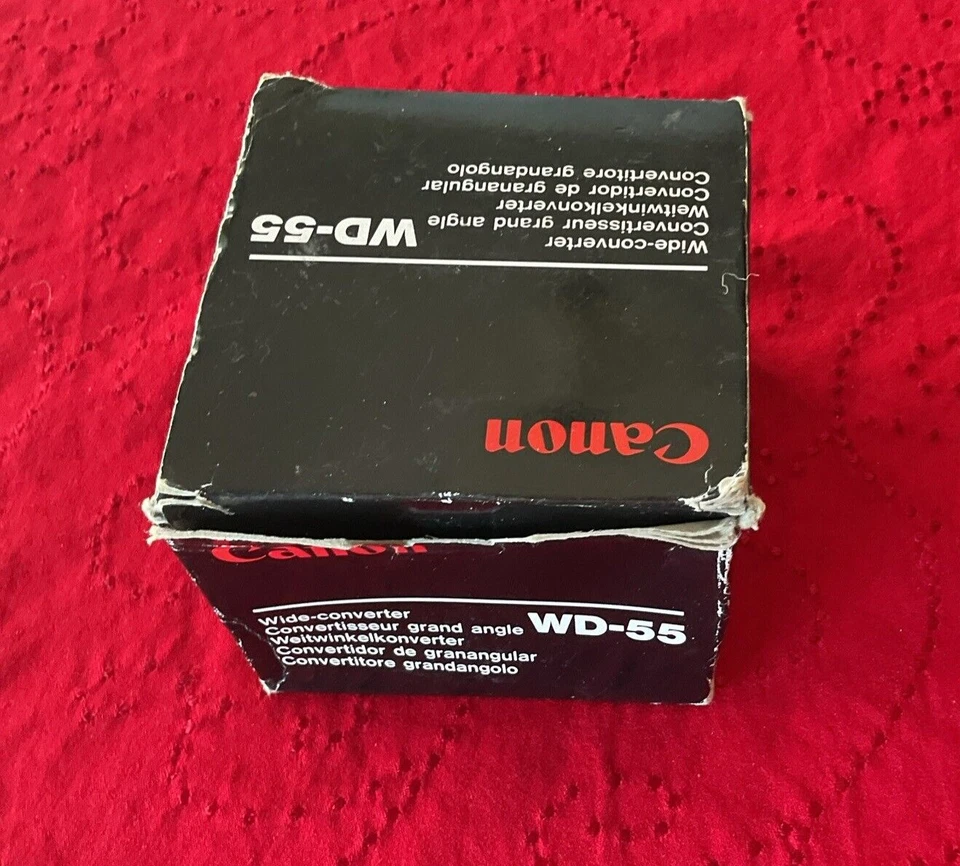 Canon
Wide-converter
Convertisseur grand angle
Weitwinkelkonverter
Convertidor de granangular
Convertitore grandangolo
WD-55
Canon
Wide-converter
Convertisseur grand angle
Weitwinkelkonverter
Convertidor de granangular
Convertitore grandangolo
WD-55